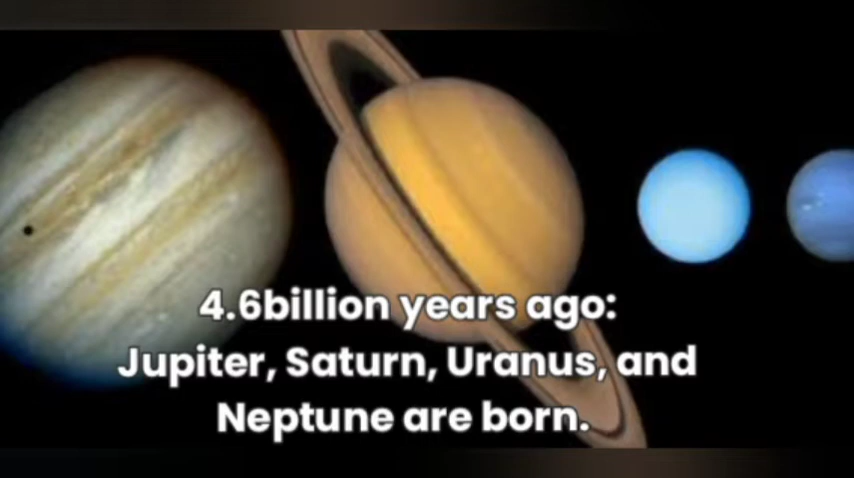 4.6billion years ago:
Jupiter, Saturn, Uranus, and
Neptune are born.